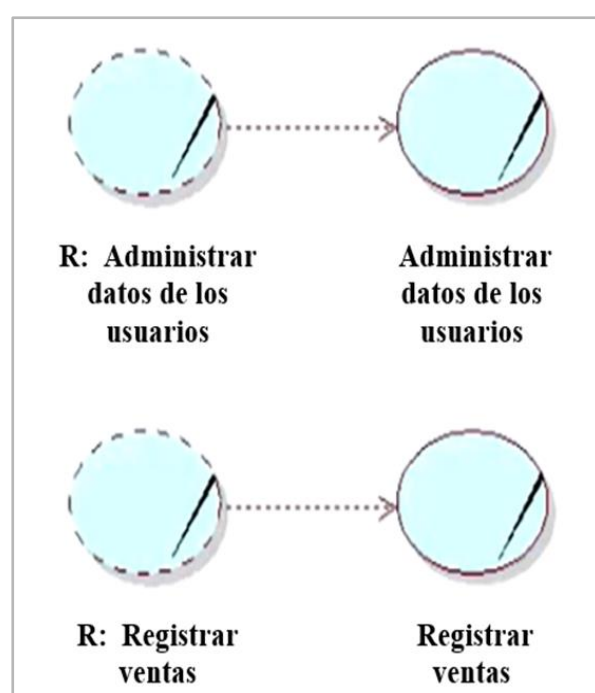 R: Administrar
datos de los
usuarios
Administrar
datos de los
usuarios
R: Registrar
ventas
Registrar
ventas